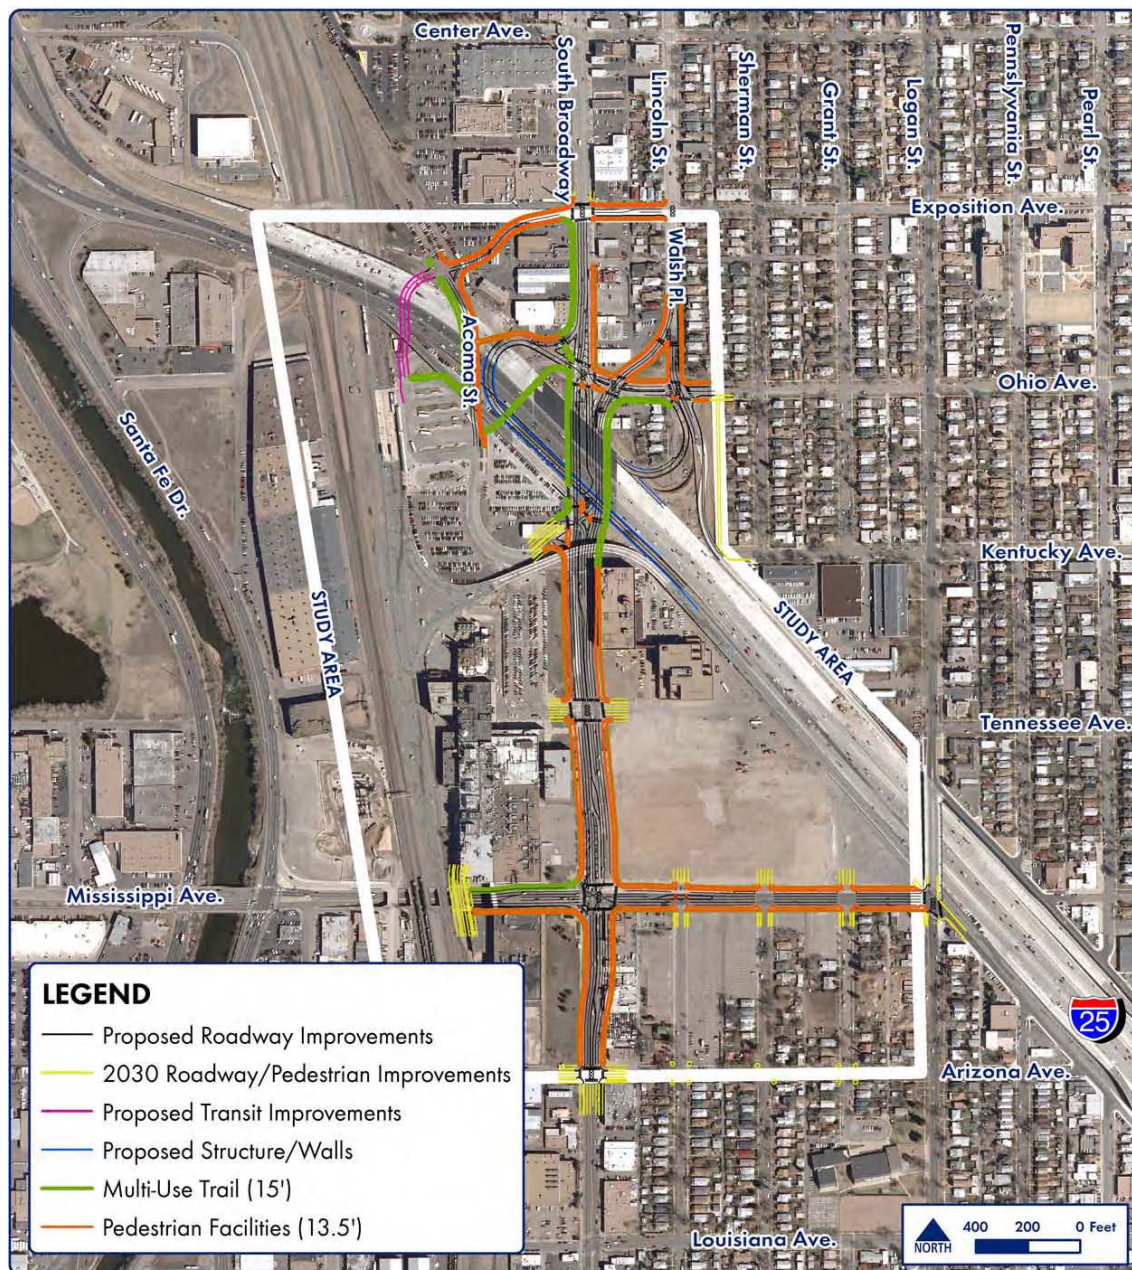 Center Ave.
South Broadway
Lincoln St.
Sherman St.
Grant St.
Logan St.
Pennslyvania St.
Pearl St.
Exposition Ave.
Walsh Pl.
Acoma St.
Ohio Ave.
Santa Fe Dr.
Kentucky Ave.
STUDY AREA
STUDY AREA
Tennessee Ave.
Mississippi Ave.
LEGEND
Proposed Roadway Improvements
2030 Roadway/Pedestrian Improvements
Proposed Transit Improvements
Proposed Structure/Walls
Multi-Use Trail (15')
Pedestrian Facilities (13.5')
25
Arizona Ave.
Louisiana Ave.
NORTH
400 200 0 Feet